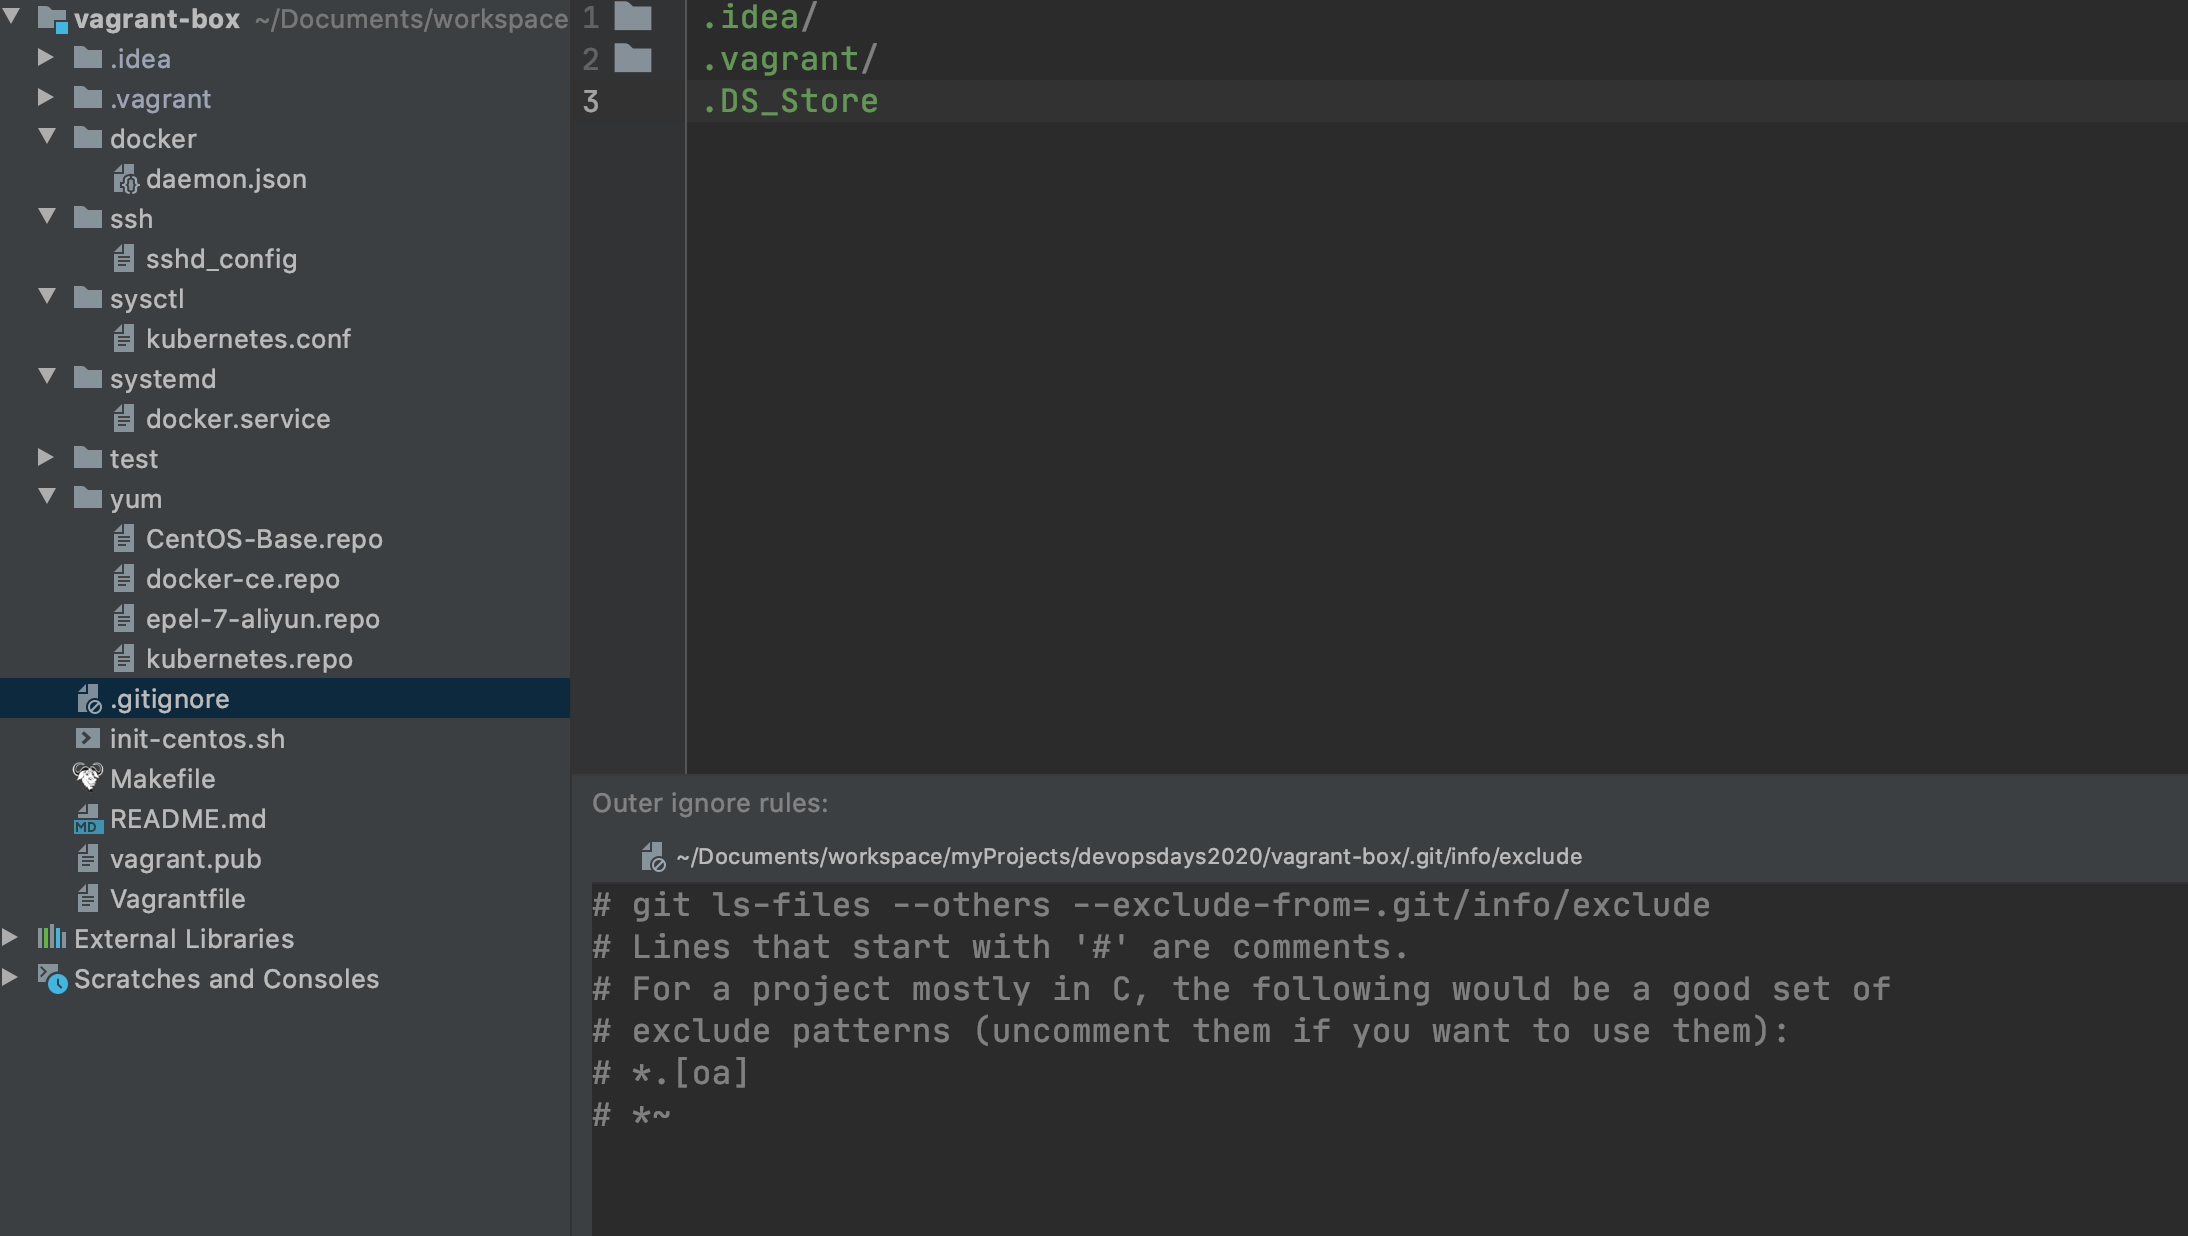 vagrant-box ~/Documents/workspace
.idea
.vagrant
docker
daemon.json
ssh
sshd_config
sysctl
kubernetes.conf
systemd
docker.service
test
yum
CentOS-Base.repo
docker-ce.repo
epel-7-aliyun.repo
kubernetes.repo
.gitignore
init-centos.sh
Makefile
MD README.md
vagrant.pub
Vagrantfile
External Libraries
Scratches and Consoles
1 .idea/
2 .vagrant/
3 .DS_Store
Outer ignore rules:
~/Documents/workspace/myProjects/devopsdays2020/vagrant-box/.git/info/exclude
# git ls-files --others --exclude-from=.git/info/exclude
# Lines that start with '#' are comments.
# For a project mostly in C, the following would be a good set of
# exclude patterns (uncomment them if you want to use them):
# *.[oa]
# *~